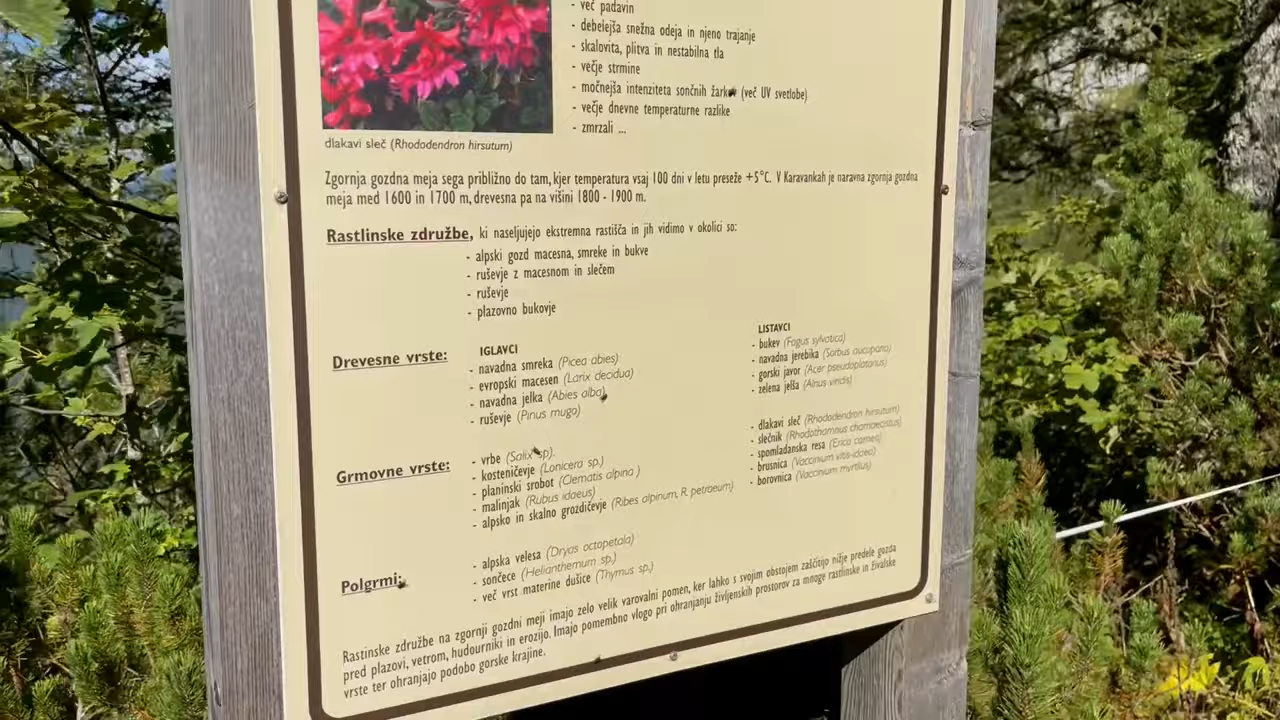 - več padavin
- debelejša snežna odeja in njeno trajanje
- skalovita, plitva in nestabilna tla
- večje strmine
- močnejša intenziteta sončnih žarkov (več UV svetlobe)
- večje dnevne temperaturne razlike
- zmrzali ...
dlakavi sleč (Rhododendron hirsutum)
Zgornja gozdna meja sega približno do tam, kjer temperatura vsaj 100 dni v letu preseže +5°C. V Karavankah je naravna zgornja gozdna
meja med 1600 in 1700 m, drevesna pa na višini 1800 - 1900 m.
Rastlinske združbe, ki naseljujejo ekstremna rastišča in jih vidimo v okolici so:
- alpski gozd macesna, smreke in bukve
- ruševje z macesnom in slečem
- ruševje
- plazovno bukovje
Drevesne vrste:
IGLAVCI
- navadna smreka (Picea abies)
- evropski macesen (Larix decidua)
- navadna jelka (Abies alba)
- ruševje (Pinus mugo)
LISTAVCI
- bukev (Fagus sylvatica)
- navadna jerebika (Sorbus aucuparia)
- gorski javor (Acer pseudoplatanus)
- zelena jelša (Alnus viridis)
Grmovne vrste:
- vrbe (Salix sp).
- kosteničevje (Lonicera sp.)
- planinski srobot (Clematis alpina )
- malinjak (Rubus idaeus)
- alpsko in skalno grozdičevje (Ribes alpinum, R. petraeum)
- dlakavi sleč (Rhododendron hirsutum)
- slečnik (Rhodothamnus chamaecistus)
- spomladanska resa (Erica carnea)
- brusnica (Vaccinium vitis-idaea)
- borovnica (Vaccinium myrtilus)
Polgrmi:
- alpska velesa (Dryas octopetala)
- sončece (Helianthemum sp.)
- več vrst materine dušice (Thymus sp.)
Rastinske združbe na zgornji gozdni meji imajo zelo velik varovalni pomen, ker lahko s svojim obstojem zaščitijo nižje predele gozda
pred plazovi, vetrom, hudourniki in erozijo. Imajo pomembno vlogo pri ohranjanju življenskih prostorov za mnoge rastlinske in živalske
vrste ter ohranjajo podobo gorske krajine.